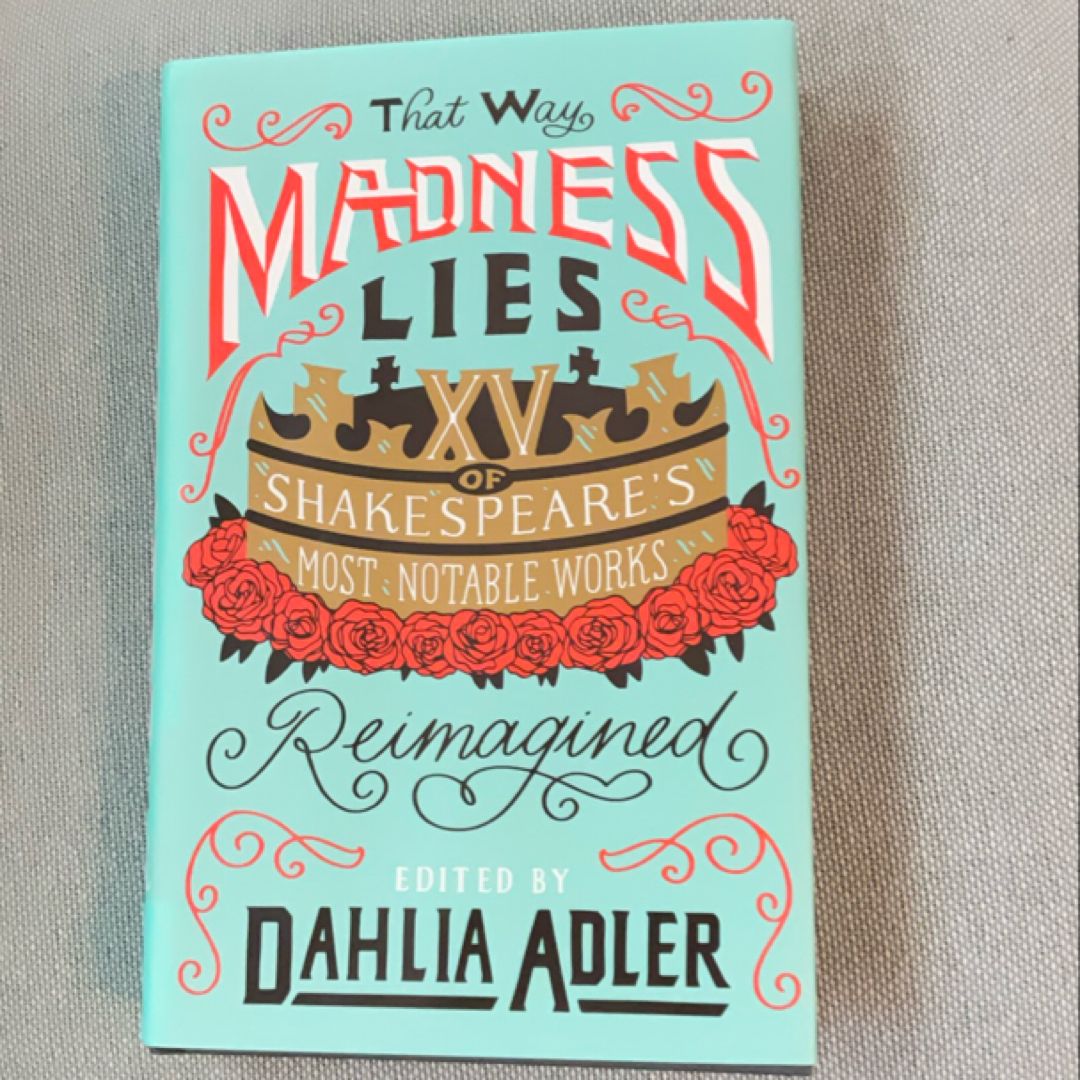 That Way
MADNESS
LIES
XV
OF
SHAKESPEARE'S
MOST NOTABLE WORKS
Reimagined
EDITED BY
DAHLIA ADLER